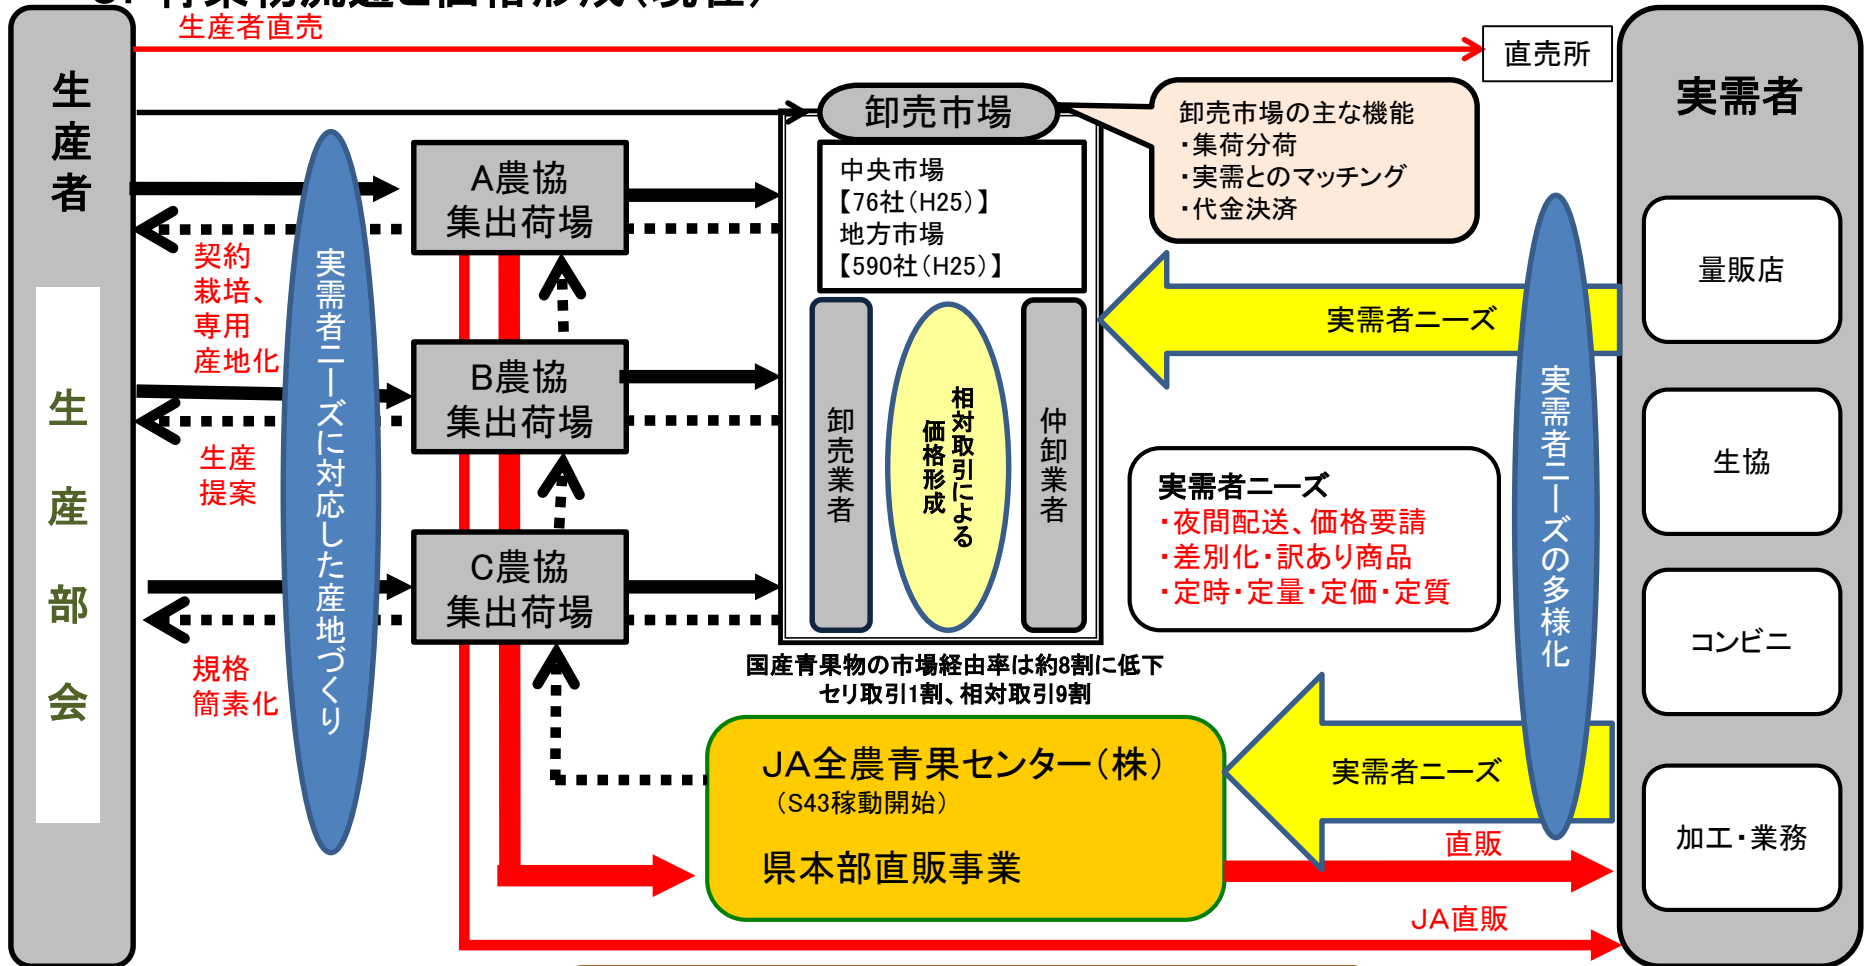 生産者直売
直売所
生産者
生産部会
実需者
卸売市場
卸売市場の主な機能
・集荷分荷
・実需とのマッチング
・代金決済
A農協
集出荷場
中央市場
【76社(H25)】
地方市場
【590社(H25)】
契約
栽培、
専用
産地化
実需者ニーズに対応した産地づくり
B農協
集出荷場
生産
提案
C農協
集出荷場
規格
簡素化
卸売業者
相対取引による
価格形成
仲卸業者
実需者ニーズ
実需者ニーズの多様化
量販店
生協
コンビニ
加工・業務
実需者ニーズ
・夜間配送、価格要請
・差別化・訳あり商品
・定時・定量・定価・定質
国産青果物の市場経由率は約8割に低下
セリ取引1割、相対取引9割
JA全農青果センター(株)
(S43稼動開始)
県本部直販事業
実需者ニーズ
直販
JA直販